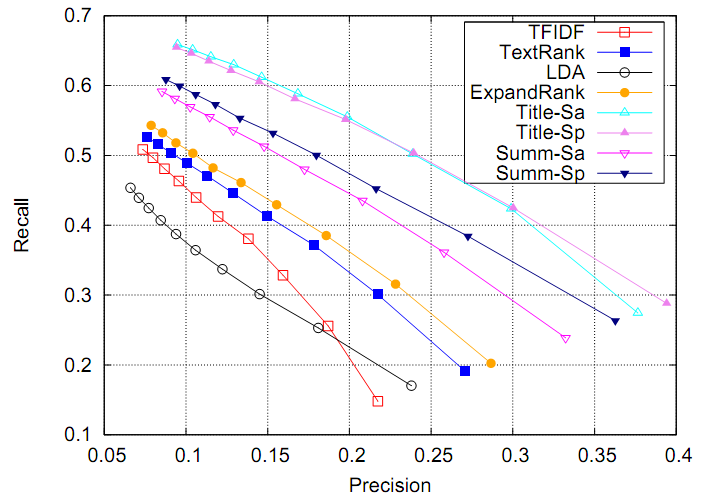 0.7
0.6
0.5
0.4
0.3
0.2
0.1
Recall
0.05
0.1
0.15
0.2
0.25
0.3
0.35
0.4
Precision
TFIDF
TextRank
LDA
ExpandRank
Title-Sa
Title-Sp
Summ-Sa
Summ-Sp